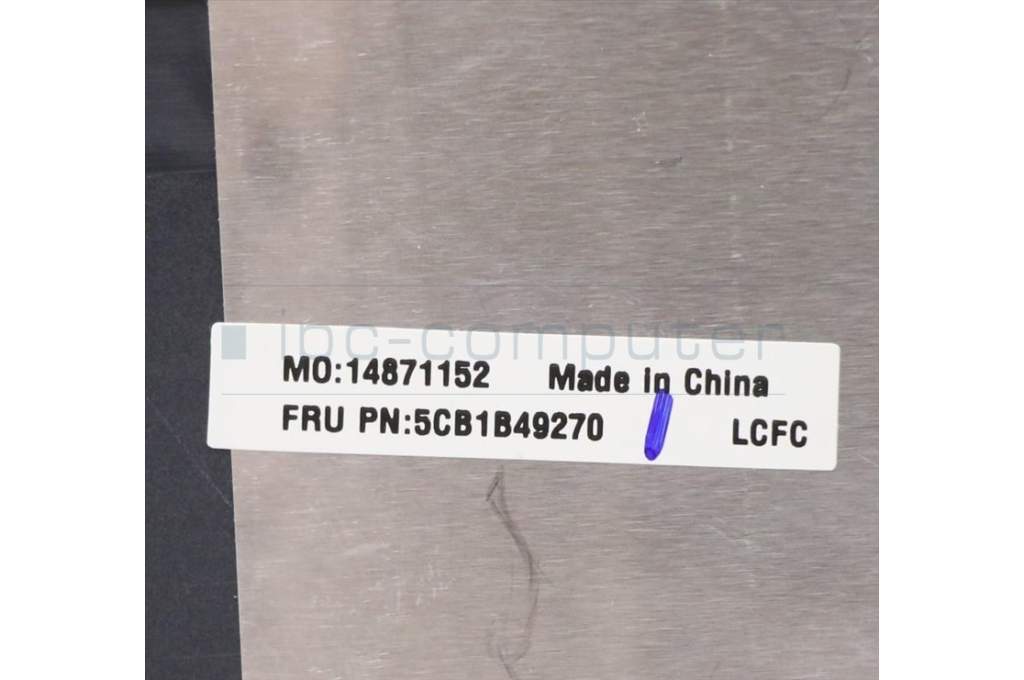 ibc-computer
MO:14871152 Made in China
FRU PN:5CB1B49270 LCFC